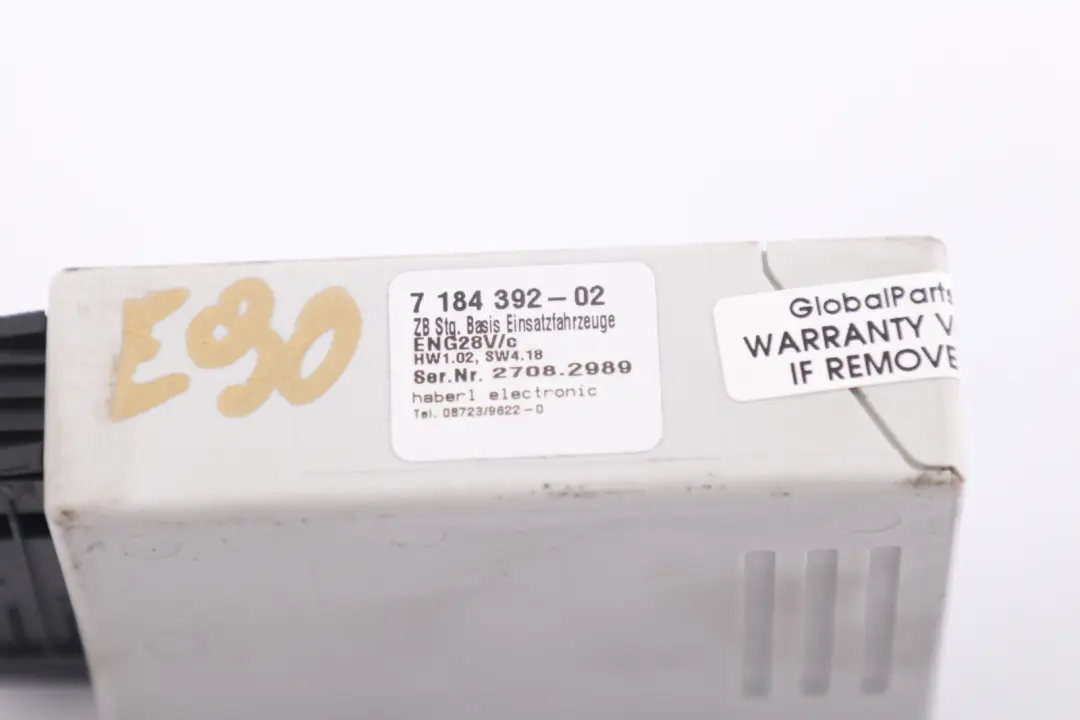 E90
7 184 392-02
ZB Stg. Basis Einsatzfahrzeuge
ENG28V/c
HW1.02, SW4.18
Ser.Nr. 2708.2989
haberl electronic
Tel. 08723/9622-0
GlobalParts
WARRANTY V
IF REMOVE